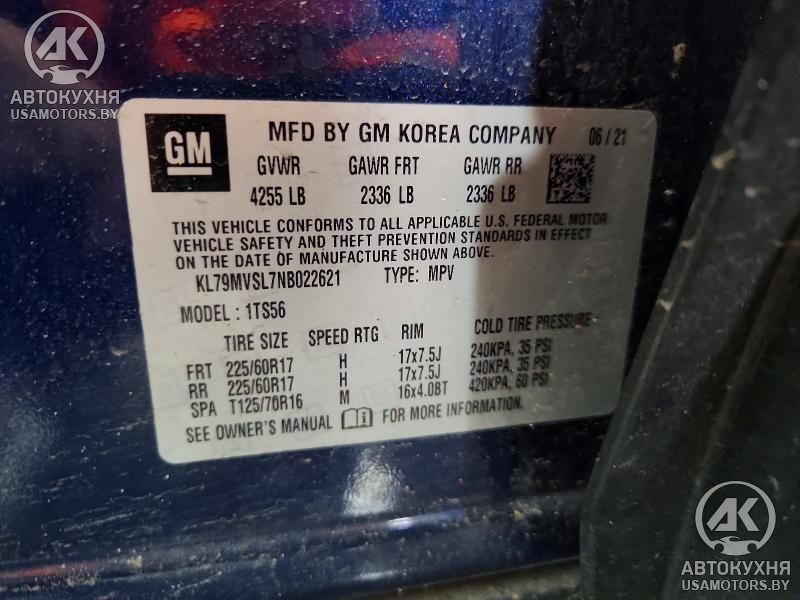 АК
АВТОКУХНЯ
USAMOTORS.BY
GM
MFD BY GM KOREA COMPANY 06/21
GVWR GAWR FRT GAWR RR
4255 LB 2336 LB 2336 LB
THIS VEHICLE CONFORMS TO ALL APPLICABLE U.S. FEDERAL MOTOR
VEHICLE SAFETY AND THEFT PREVENTION STANDARDS IN EFFECT
ON THE DATE OF MANUFACTURE SHOWN ABOVE.
KL79MVSL7NB022621 TYPE: MPV
MODEL : 1TS56
TIRE SIZE SPEED RTG RIM COLD TIRE PRESSURE
FRT 225/60R17 H 17x7.5J 240KPA, 35 PSI
RR 225/60R17 H 17x7.5J 240KPA, 35 PSI
SPA T125/70R16 M 16x4.0BT 420KPA, 60 PSI
SEE OWNER'S MANUAL FOR MORE INFORMATION.
АК
АВТОКУХНЯ
USAMOTORS.BY